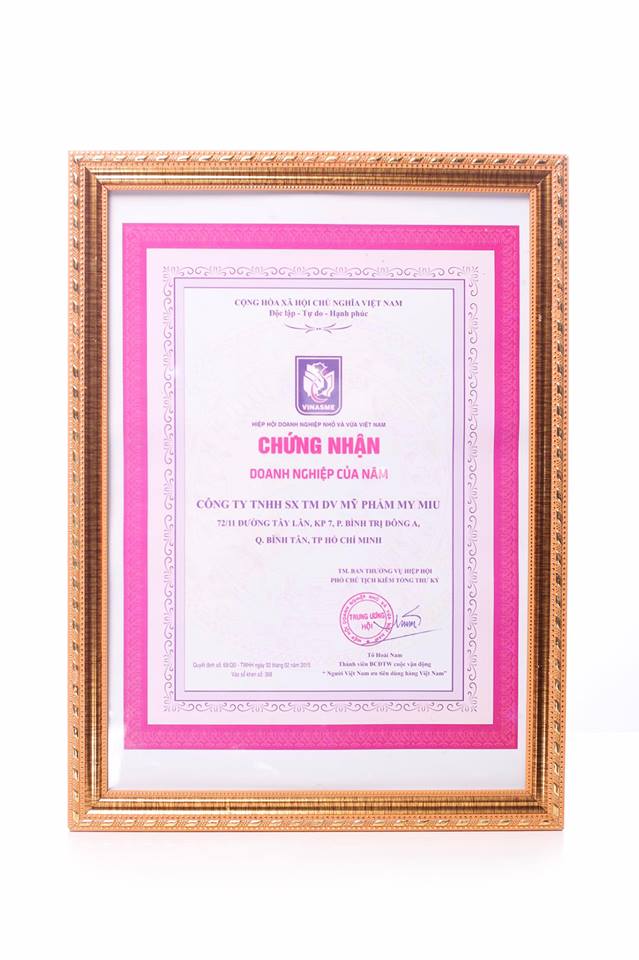 CỘNG HÒA XÃ HỘI CHỦ NGHĨA VIỆT NAM
Độc lập - Tự do - Hạnh phúc
VINASME
HIỆP HỘI DOANH NGHIỆP NHỎ VÀ VỪA VIỆT NAM
CHỨNG NHẬN
DOANH NGHIỆP CỦA NĂM
CÔNG TY TNHH SX TM DV MỸ PHẨM MY MIU
72/11 ĐƯỜNG TÂY LÂN, KP 7, P. BÌNH TRỊ ĐÔNG A,
Q. BÌNH TÂN, TP HỒ CHÍ MINH
TM. BAN THƯỜNG VỤ HIỆP HỘI
PHÓ CHỦ TỊCH KIÊM TỔNG THƯ KÝ
TRUNG ƯƠNG
HỘI
Tô Hoài Nam
Thành viên BCĐTW cuộc vận động
“ Người Việt Nam ưu tiên dùng hàng Việt Nam”
Quyết định số: 69/QĐ - TWHH ngày 02 tháng 02 năm 2015
Vào sổ khen số: 368